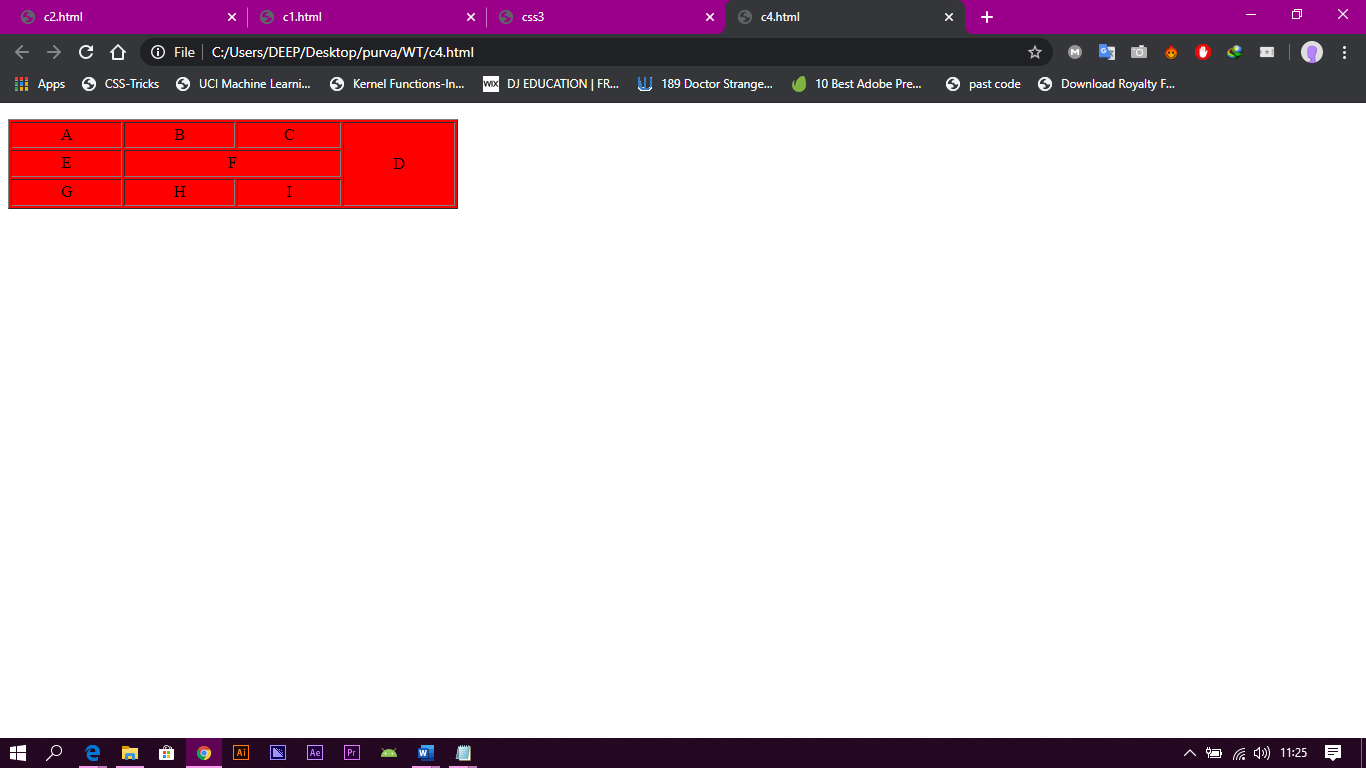 c2.html c1.html css3 c4.html
File C:/Users/DEEP/Desktop/purva/WT/c4.html
Apps CSS-Tricks UCI Machine Learni... Kernel Functions-In... WIX DJ EDUCATION | FR... 189 Doctor Strange... 10 Best Adobe Pre... past code Download Royalty F...
A B C
D
E F
G H I
Ai Ae Pr W 11:25